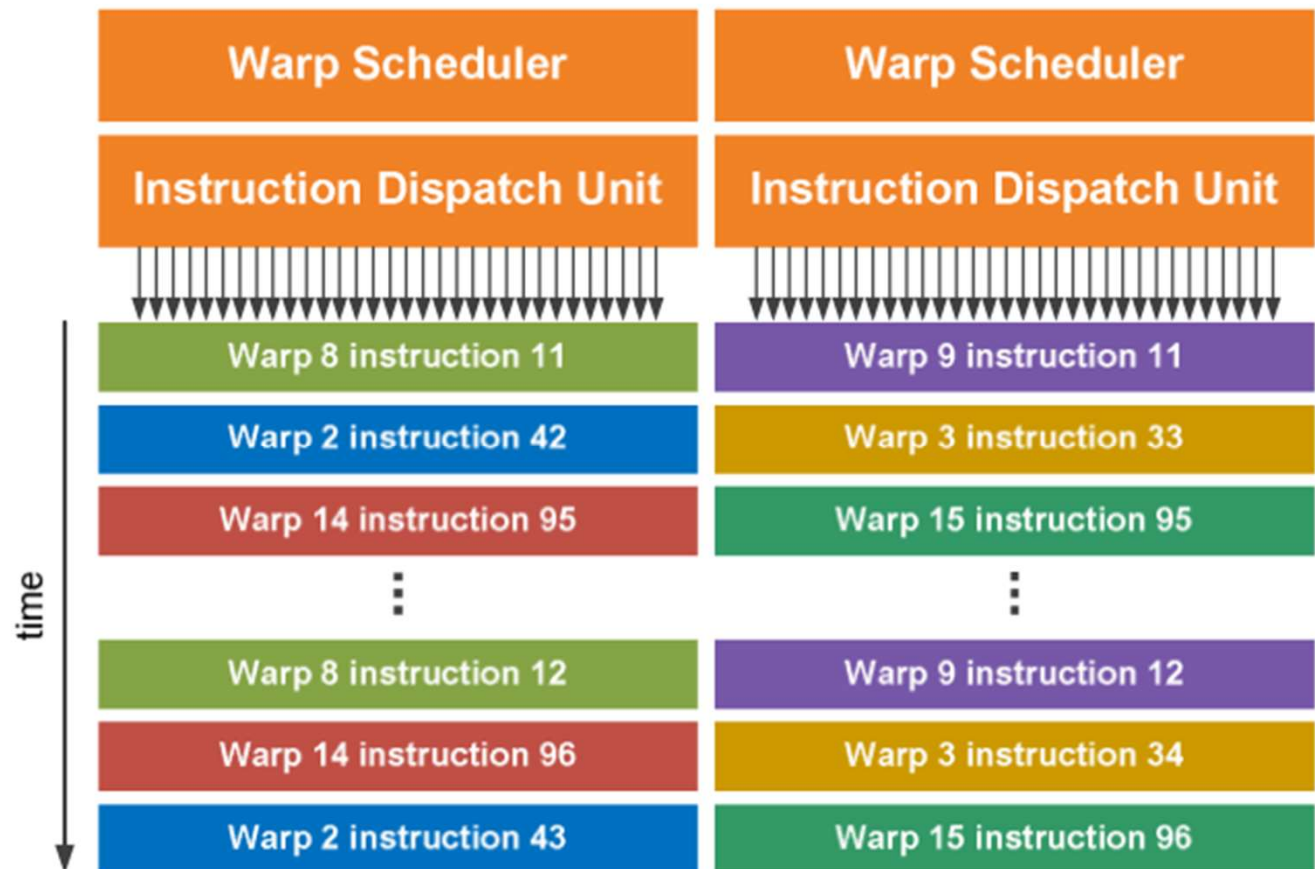 Warp Scheduler
Warp Scheduler
Instruction Dispatch Unit
Instruction Dispatch Unit
Warp 8 instruction 11
Warp 9 instruction 11
Warp 2 instruction 42
Warp 3 instruction 33
Warp 14 instruction 95
Warp 15 instruction 95
time
Warp 8 instruction 12
Warp 9 instruction 12
Warp 14 instruction 96
Warp 3 instruction 34
Warp 2 instruction 43
Warp 15 instruction 96